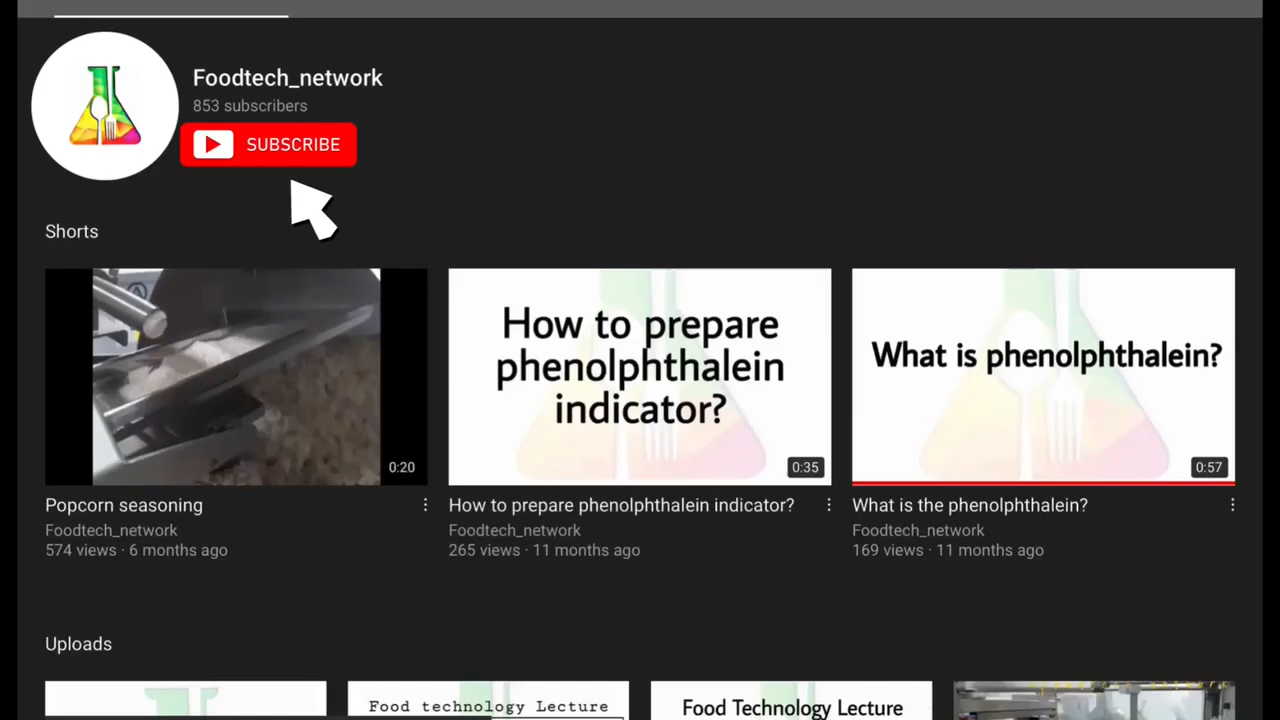 Foodtech_network
853 subscribers
SUBSCRIBE
Shorts
How to prepare
phenolphthalein
indicator?
What is phenolphthalein?
0:20
0:35
0:57
Popcorn seasoning
Foodtech_network
574 views · 6 months ago
How to prepare phenolphthalein indicator?
Foodtech_network
265 views · 11 months ago
What is the phenolphthalein?
Foodtech_network
169 views · 11 months ago
Uploads
Food technology Lecture
Food Technology Lecture